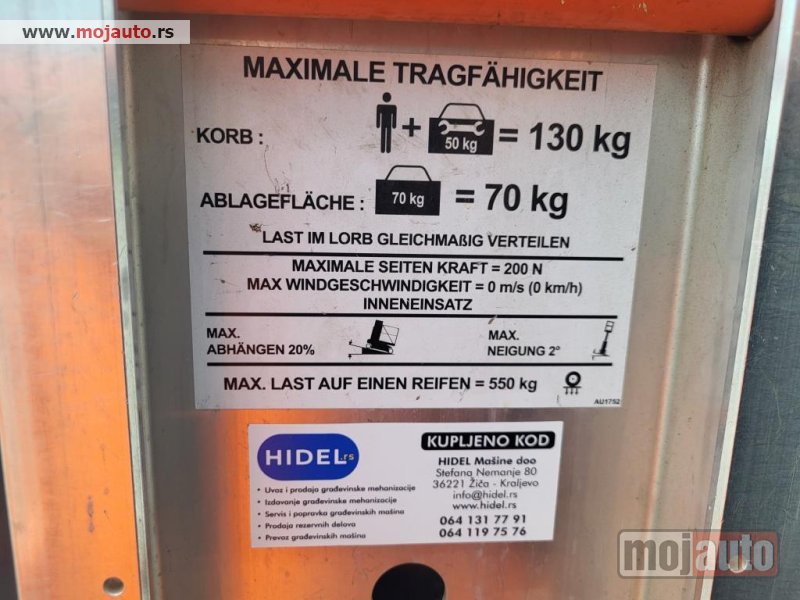 www.mojauto.rs
MAXIMALE TRAGFÄHIGKEIT
KORB : + 50 kg = 130 kg
ABLAGEFLÄCHE : 70 kg = 70 kg
LAST IM LORB GLEICHMAßIG VERTEILEN
MAXIMALE SEITEN KRAFT = 200 N
MAX WINDGESCHWINDIGKEIT = 0 m/s (0 km/h)
INNENEINSATZ
MAX.
ABHÄNGEN 20%
MAX.
NEIGUNG 2°
MAX. LAST AUF EINEN REIFEN = 550 kg
AU1752
HIDEL.rs
• Uvoz i prodaja građevinske mehanizacije
• Izdavanje građevinske mehanizacije
• Servis i popravka građevinskih mašina
• Prodaja rezervnih delova
• Prevoz građevinskih mašina
KUPLJENO KOD
HIDEL Mašine doo
Stefana Nemanje 80
36221 Žiča - Kraljevo
info@hidel.rs
www.hidel.rs
064 131 77 91
064 119 75 76
mojauto